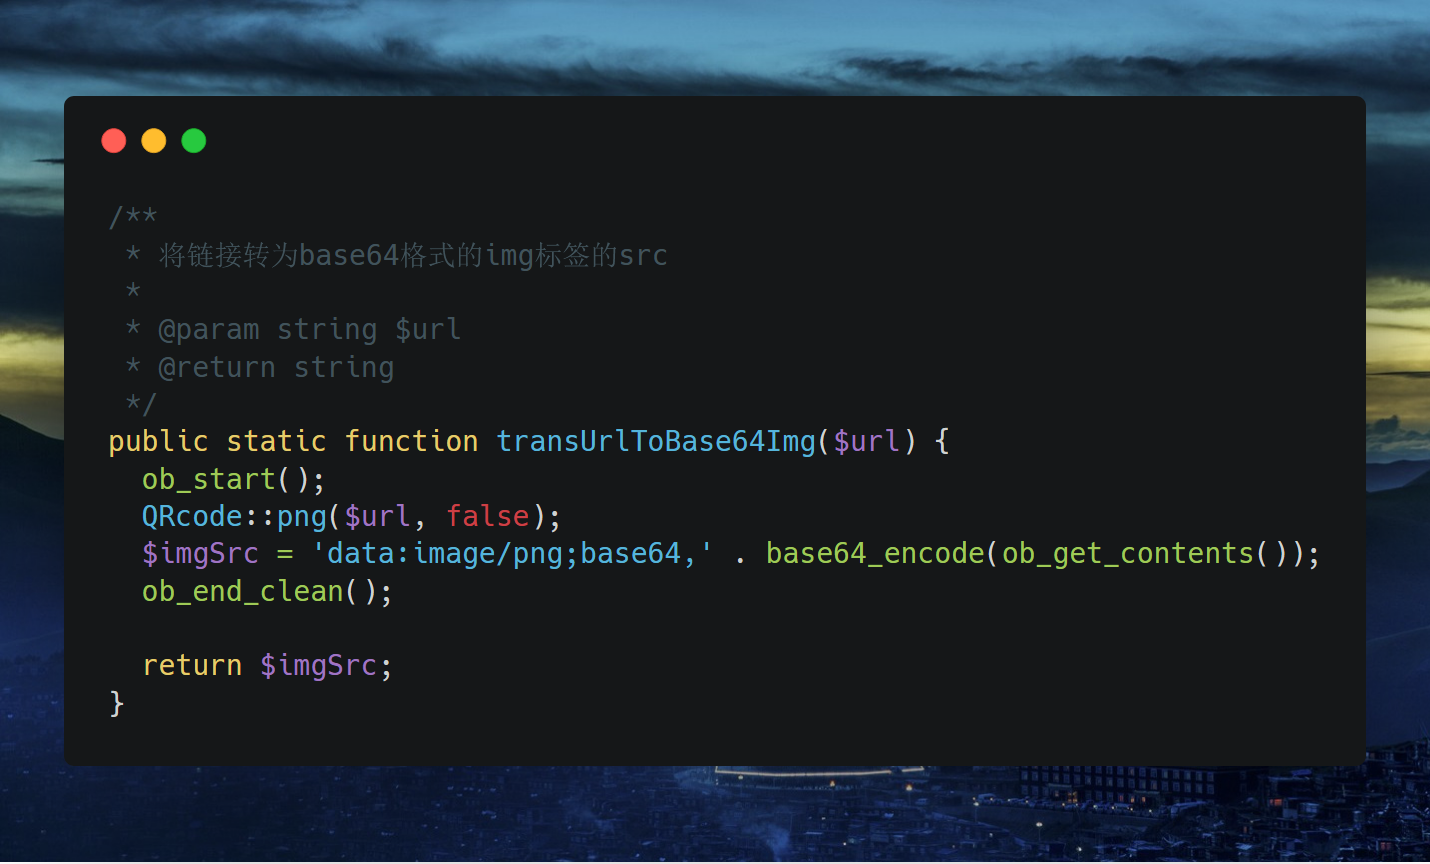 /**
 * 将链接转为base64格式的img标签的src
 *
 * @param string $url
 * @return string
 */
public static function transUrlToBase64Img($url) {
  ob_start();
  QRcode::png($url, false);
  $imgSrc = 'data:image/png;base64,' . base64_encode(ob_get_contents());
  ob_end_clean();

  return $imgSrc;
}